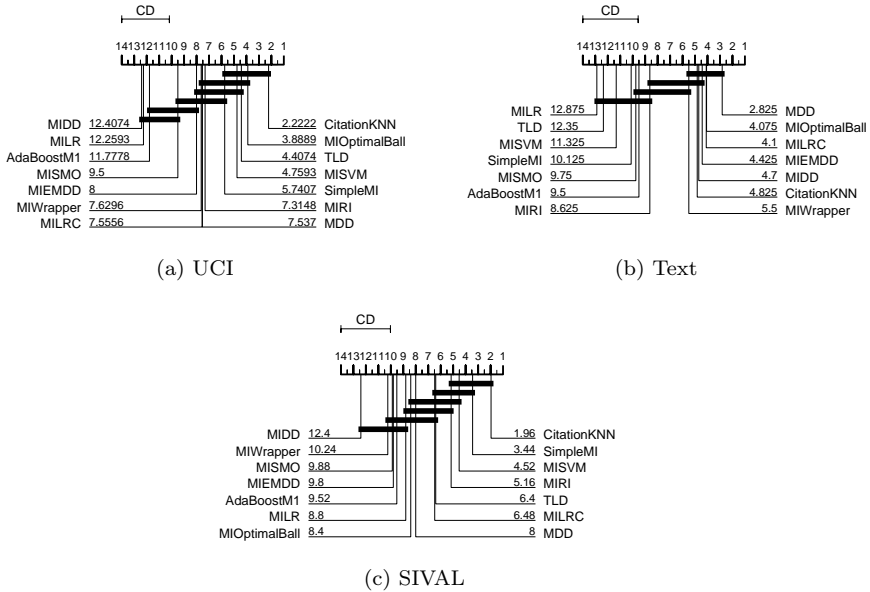 CD
14 13 12 11 10 9 8 7 6 5 4 3 2 1
MIDD 12.4074 2.2222 CitationKNN
MILR 12.2593 3.8889 MIOptimalBall
AdaBoostM1 11.7778 4.4074 TLD
MISMO 9.5 4.7593 MISVM
MIEMDD 8 5.7407 SimpleMI
MIWrapper 7.6296 7.3148 MIRI
MILRC 7.5556 7.537 MDD
(a) UCI
CD
14 13 12 11 10 9 8 7 6 5 4 3 2 1
MILR 12.875 2.825 MDD
TLD 12.35 4.075 MIOptimalBall
MISVM 11.325 4.1 MILRC
SimpleMI 10.125 4.425 MIEMDD
MISMO 9.75 4.7 MIDD
AdaBoostM1 9.5 4.825 CitationKNN
MIRI 8.625 5.5 MIWrapper
(b) Text
CD
14 13 12 11 10 9 8 7 6 5 4 3 2 1
MIDD 12.4 1.96 CitationKNN
MIWrapper 10.24 3.44 SimpleMI
MISMO 9.88 4.52 MISVM
MIEMDD 9.8 5.16 MIRI
AdaBoostM1 9.52 6.4 TLD
MILR 8.8 6.48 MILRC
MIOptimalBall 8.4 8 MDD
(c) SIVAL